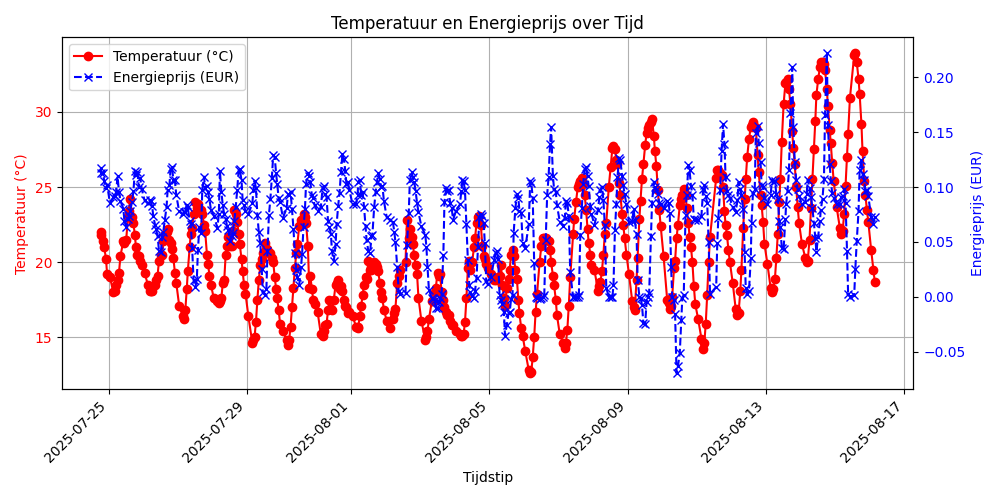 Temperatuur en Energieprijs over Tijd
Temperatuur (°C)
Energieprijs (EUR)
Temperatuur (°C)
30
25
20
15
0.20
0.15
0.10
0.05
0.00
−0.05
Energieprijs (EUR)
2025-07-25
2025-07-29
2025-08-01
2025-08-05
2025-08-09
2025-08-13
2025-08-17
Tijdstip